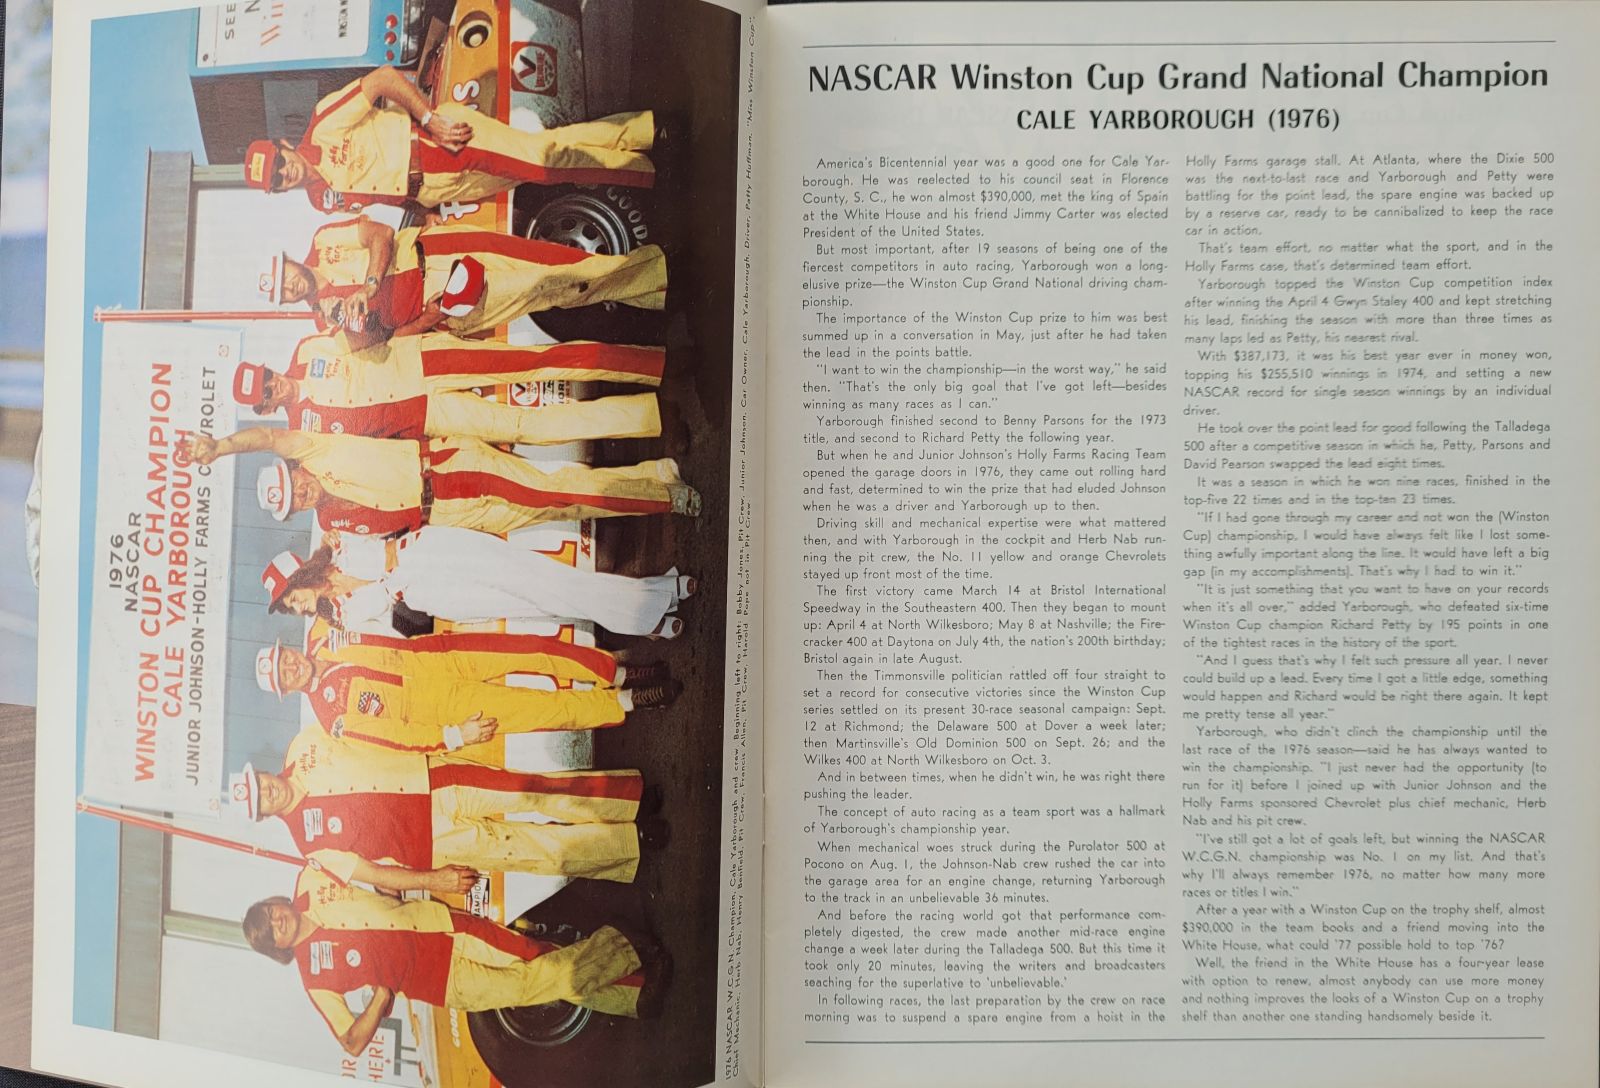 1976
NASCAR
WINSTON CUP CHAMPION
CALE YARBOROUGH
JUNIOR JOHNSON-HOLLY FARMS CHEVROLET
1976 NASCAR W.C.G.N. Champion, Cale Yarborough and crew. Beginning left to right: Bobby Jones, Pit Crew, Junior Johnson, Car Owner, Cale Yarborough, Driver, Patty Huffman, "Miss Winston Cup",
Chief Mechanic, Herb Nab, Henry Benfield, Pit Crew, Francis Allen, Pit Crew, Harold Pope not in Pit Crew.
NASCAR Winston Cup Grand National Champion
CALE YARBOROUGH (1976)
America's Bicentennial year was a good one for Cale Yar-
borough. He was reelected to his council seat in Florence
County, S. C., he won almost $390,000, met the king of Spain
at the White House and his friend Jimmy Carter was elected
President of the United States.
But most important, after 19 seasons of being one of the
fiercest competitors in auto racing, Yarborough won a long-
elusive prize—the Winston Cup Grand National driving cham-
pionship.
The importance of the Winston Cup prize to him was best
summed up in a conversation in May, just after he had taken
the lead in the points battle.
"I want to win the championship—in the worst way," he said
then. "That's the only big goal that I've got left—besides
winning as many races as I can."
Yarborough finished second to Benny Parsons for the 1973
title, and second to Richard Petty the following year.
But when he and Junior Johnson's Holly Farms Racing Team
opened the garage doors in 1976, they came out rolling hard
and fast, determined to win the prize that had eluded Johnson
when he was a driver and Yarborough up to then.
Driving skill and mechanical expertise were what mattered
then, and with Yarborough in the cockpit and Herb Nab run-
ning the pit crew, the No. 11 yellow and orange Chevrolets
stayed up front most of the time.
The first victory came March 14 at Bristol International
Speedway in the Southeastern 400. Then they began to mount
up: April 4 at North Wilkesboro; May 8 at Nashville; the Fire-
cracker 400 at Daytona on July 4th, the nation's 200th birthday;
Bristol again in late August.
Then the Timmonsville politician rattled off four straight to
set a record for consecutive victories since the Winston Cup
series settled on its present 30-race seasonal campaign: Sept.
12 at Richmond; the Delaware 500 at Dover a week later;
then Martinsville's Old Dominion 500 on Sept. 26; and the
Wilkes 400 at North Wilkesboro on Oct. 3.
And in between times, when he didn't win, he was right there
pushing the leader.
The concept of auto racing as a team sport was a hallmark
of Yarborough's championship year.
When mechanical woes struck during the Purolator 500 at
Pocono on Aug. 1, the Johnson-Nab crew rushed the car into
the garage area for an engine change, returning Yarborough
to the track in an unbelievable 36 minutes.
And before the racing world got that performance com-
pletely digested, the crew made another mid-race engine
change a week later during the Talladega 500. But this time it
took only 20 minutes, leaving the writers and broadcasters
seaching for the superlative to 'unbelievable.'
In following races, the last preparation by the crew on race
morning was to suspend a spare engine from a hoist in the
Holly Farms garage stall. At Atlanta, where the Dixie 500
was the next-to-last race and Yarborough and Petty were
battling for the point lead, the spare engine was backed up
by a reserve car, ready to be cannibalized to keep the race
car in action.
That's team effort, no matter what the sport, and in the
Holly Farms case, that's determined team effort.
Yarborough topped the Winston Cup competition index
after winning the April 4 Gwyn Staley 400 and kept stretching
his lead, finishing the season with more than three times as
many laps led as Petty, his nearest rival.
With $387,173, it was his best year ever in money won,
topping his $255,510 winnings in 1974, and setting a new
NASCAR record for single season winnings by an individual
driver.
He took over the point lead for good following the Talladega
500 after a competitive season in which he, Petty, Parsons and
David Pearson swapped the lead eight times.
It was a season in which he won nine races, finished in the
top-five 22 times and in the top-ten 23 times.
"If I had gone through my career and not won the (Winston
Cup) championship, I would have always felt like I lost some-
thing awfully important along the line. It would have left a big
gap (in my accomplishments). That's why I had to win it."
"It is just something that you want to have on your records
when it's all over," added Yarborough, who defeated six-time
Winston Cup champion Richard Petty by 195 points in one
of the tightest races in the history of the sport.
"And I guess that's why I felt such pressure all year. I never
could build up a lead. Every time I got a little edge, something
would happen and Richard would be right there again. It kept
me pretty tense all year."
Yarborough, who didn't clinch the championship until the
last race of the 1976 season—said he has always wanted to
win the championship. "I just never had the opportunity (to
run for it) before I joined up with Junior Johnson and the
Holly Farms sponsored Chevrolet plus chief mechanic, Herb
Nab and his pit crew.
"I've still got a lot of goals left, but winning the NASCAR
W.C.G.N. championship was No. 1 on my list. And that's
why I'll always remember 1976, no matter how many more
races or titles I win."
After a year with a Winston Cup on the trophy shelf, almost
$390,000 in the team books and a friend moving into the
White House, what could '77 possible hold to top '76?
Well, the friend in the White House has a four-year lease
with option to renew, almost anybody can use more money
and nothing improves the looks of a Winston Cup on a trophy
shelf than another one standing handsomely beside it.